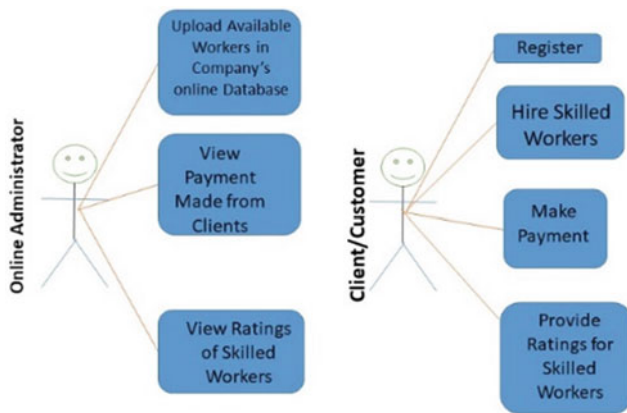 Online Administrator
Upload Available
Workers in
Company's
online Database
View
Payment
Made from
Clients
View Ratings
of Skilled
Workers
Client/Customer
Register
Hire Skilled
Workers
Make
Payment
Provide
Ratings for
Skilled
Workers